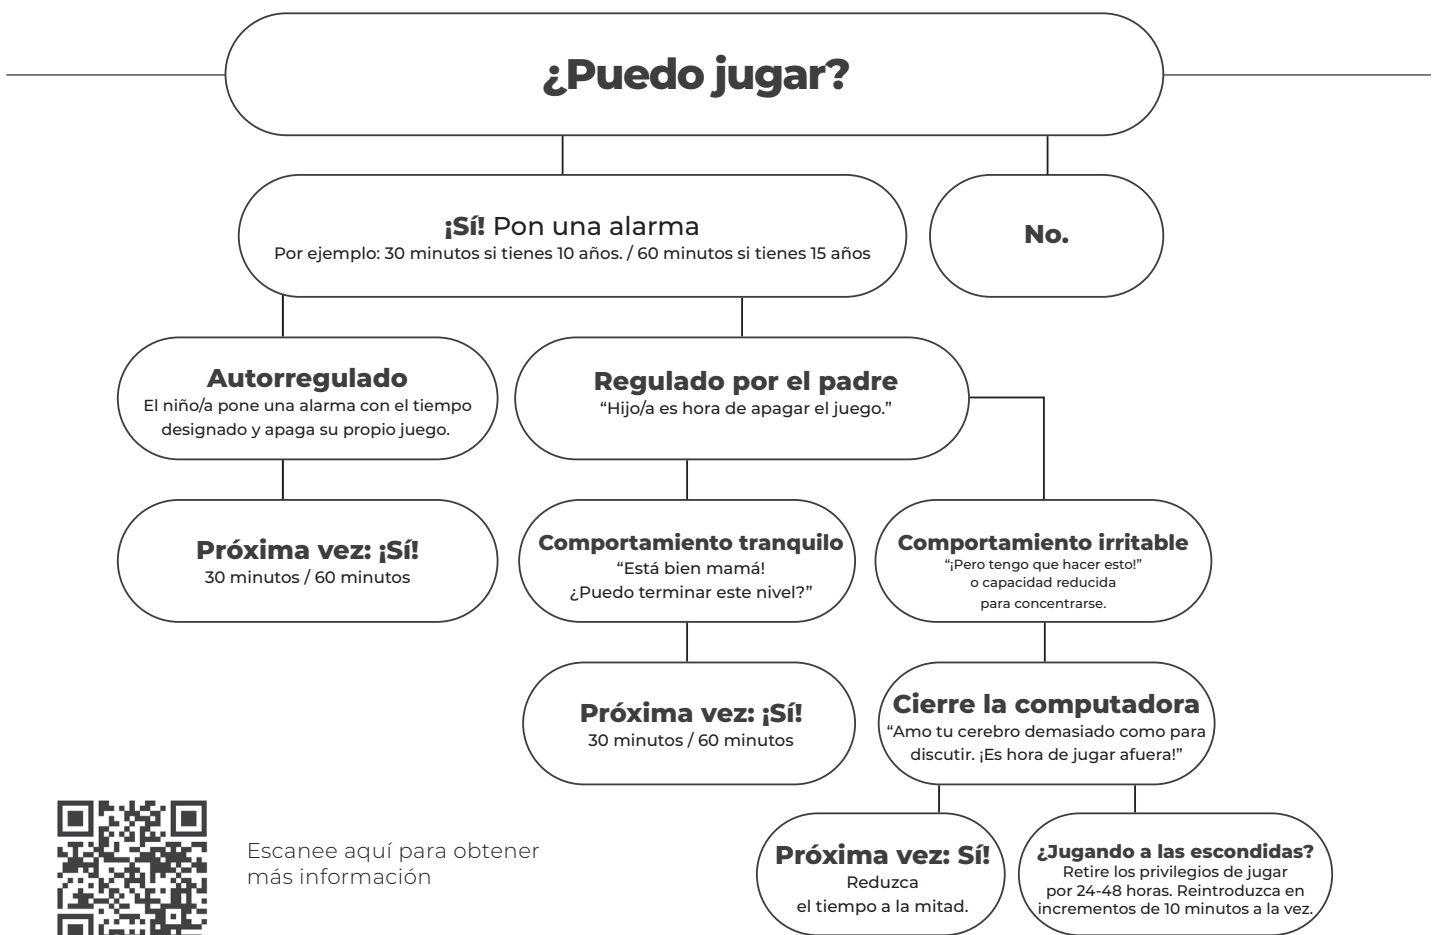 ¿Puedo jugar?
¡Sí! Pon una alarma
Por ejemplo: 30 minutos si tienes 10 años. / 60 minutos si tienes 15 años
No.
Autorregulado
El niño/a pone una alarma con el tiempo
designado y apaga su propio juego.
Regulado por el padre
“Hijo/a es hora de apagar el juego.”
Próxima vez: ¡Sí!
30 minutos / 60 minutos
Comportamiento tranquilo
“Está bien mamá!
¿Puedo terminar este nivel?”
Comportamiento irritable
“¡Pero tengo que hacer esto!”
o capacidad reducida
para concentrarse.
Próxima vez: ¡Sí!
30 minutos / 60 minutos
Cierre la computadora
“Amo tu cerebro demasiado como para
discutir. ¡Es hora de jugar afuera!”
Escanee aquí para obtener
más información
Próxima vez: Sí!
Reduzca
el tiempo a la mitad.
¿Jugando a las escondidas?
Retire los privilegios de jugar
por 24-48 horas. Reintroduzca en
incrementos de 10 minutos a la vez.